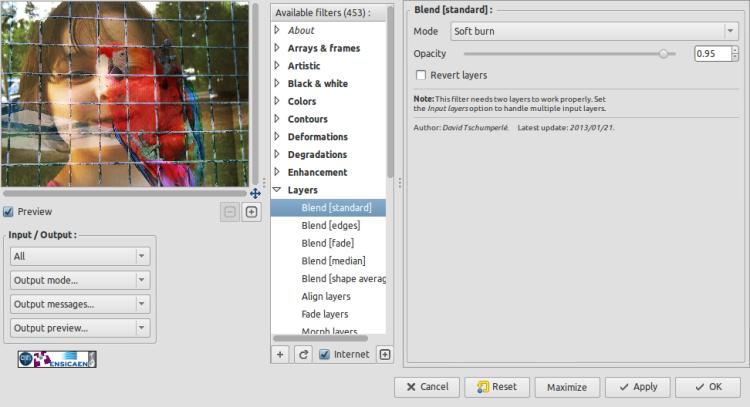 Preview
Input / Output :
All
Output mode...
Output messages...
Output preview...
ENSICAEN
Available filters (453) :
About
Arrays & frames
Artistic
Black & white
Colors
Contours
Deformations
Degradations
Enhancement
Layers
Blend [standard]
Blend [edges]
Blend [fade]
Blend [median]
Blend [shape averag
Align layers
Fade layers
Morph layers
Internet
Blend [standard] :
Mode Soft burn
Opacity 0.95
Revert layers
Note: This filter needs two layers to work properly. Set
the Input layers option to handle multiple input layers.
Author: David Tschumperlé. Latest update: 2013/01/21.
Cancel Reset Maximize Apply OK